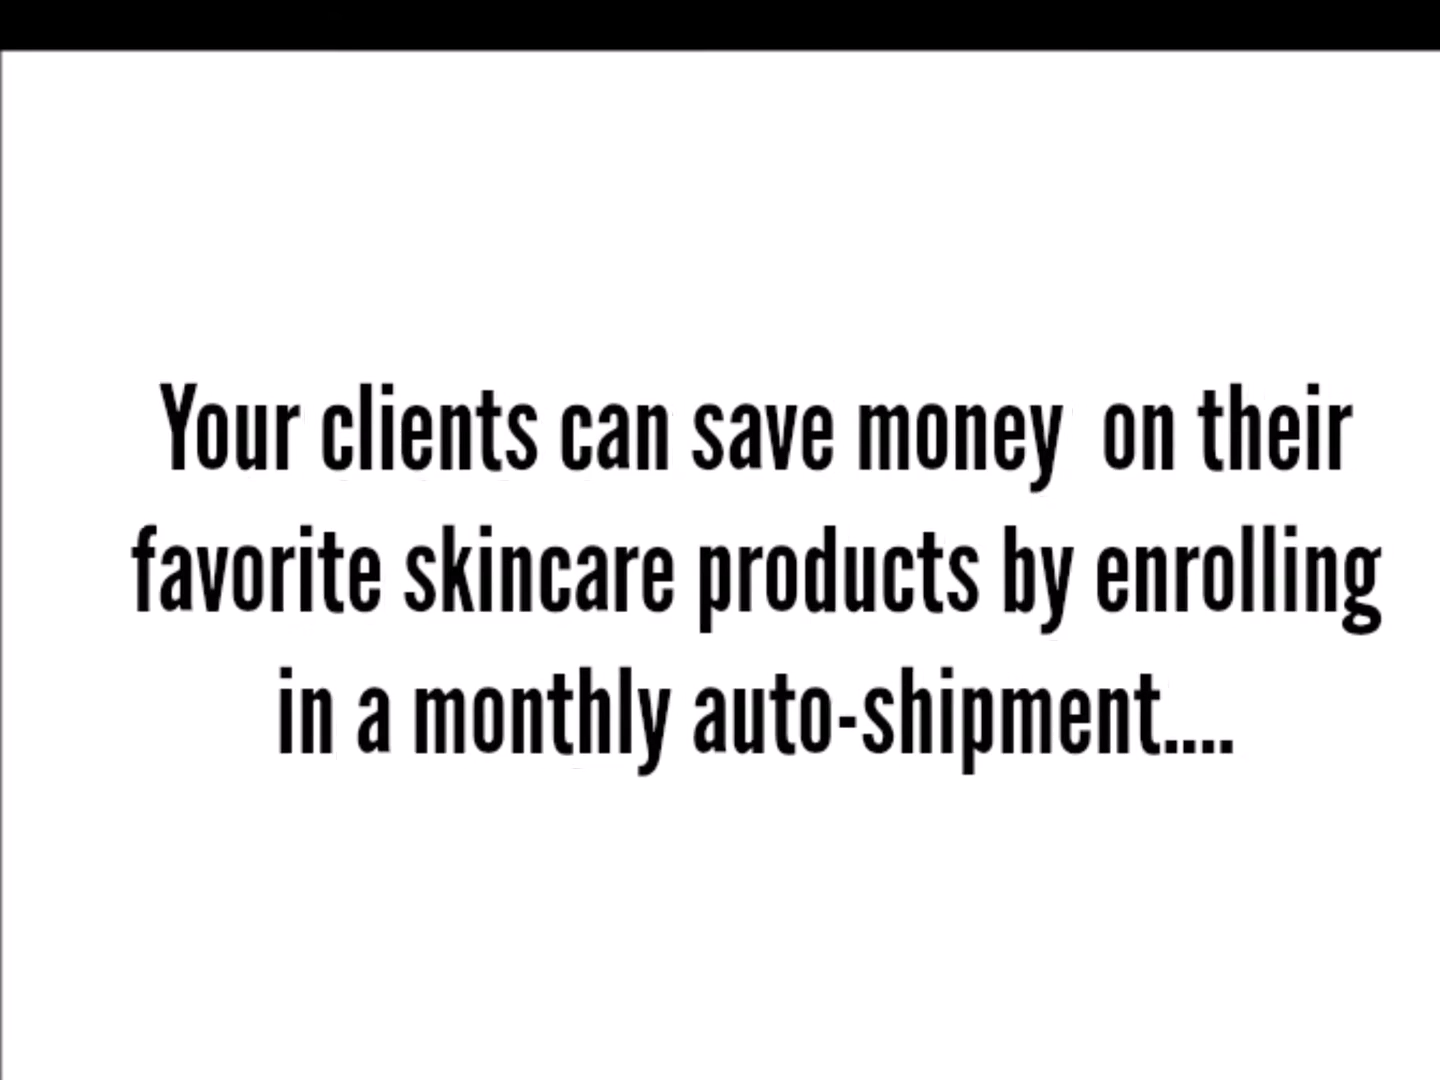 Your clients can save money  on their
favorite skincare products by enrolling
in a monthly auto-shipment....